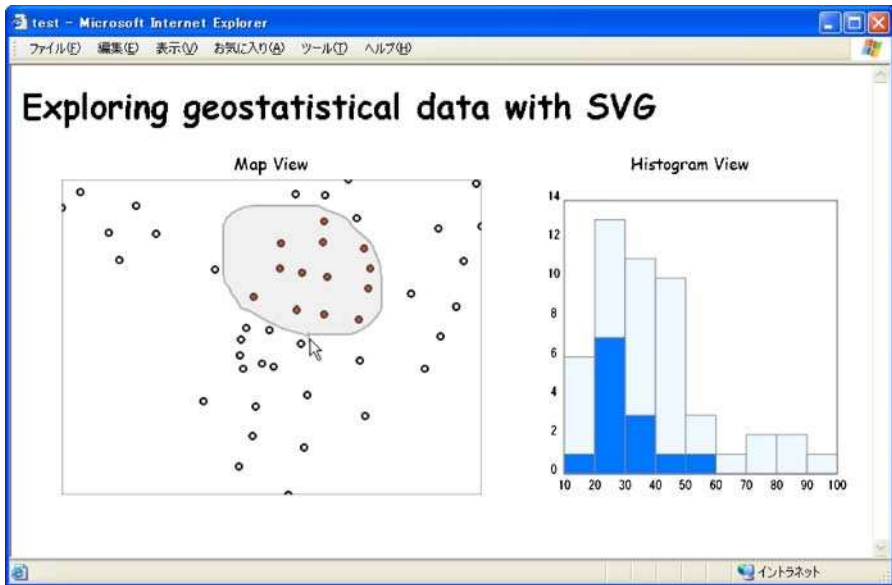 test - Microsoft Internet Explorer
ファイル(F) 編集(E) 表示(V) お気に入り(A) ツール(T) ヘルプ(H)
Exploring geostatistical data with SVG
Map View
Histogram View
14
12
10
8
6
4
2
0
10 20 30 40 50 60 70 80 90 100
イントラネット